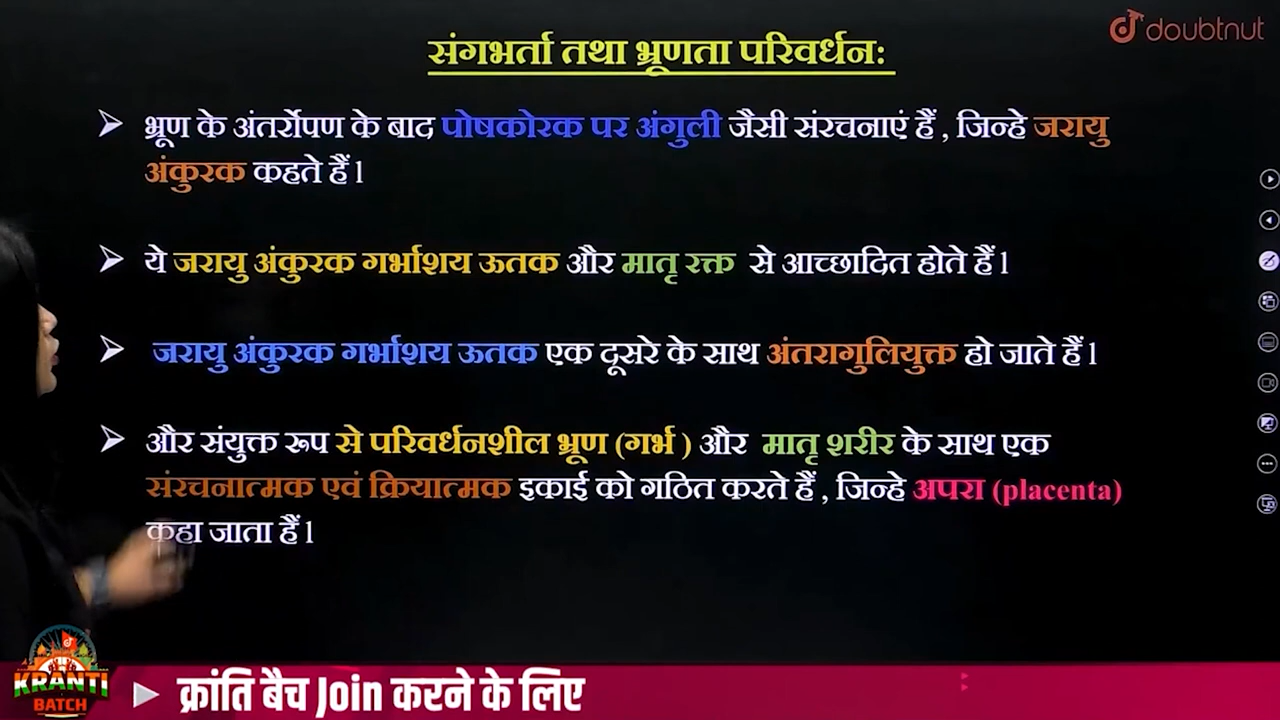 doubtnut
संगभर्ता तथा भ्रूणता परिवर्धन:
भ्रूण के अंतर्रोपण के बाद पोषकोरक पर अंगुली जैसी संरचनाएं हैं , जिन्हे जरायु
अंकुरक कहते हैं l
ये जरायु अंकुरक गर्भाशय ऊतक और मातृ रक्त से आच्छादित होते हैं l
जरायु अंकुरक गर्भाशय ऊतक एक दूसरे के साथ अंतरागुलियुक्त हो जाते हैं l
और संयुक्त रूप से परिवर्धनशील भ्रूण (गर्भ ) और मातृ शरीर के साथ एक
संरचनात्मक एवं क्रियात्मक इकाई को गठित करते हैं , जिन्हे अपरा (placenta)
कहा जाता हैं l
KRANTI
BATCH
क्रांति बैच Join करने के लिए